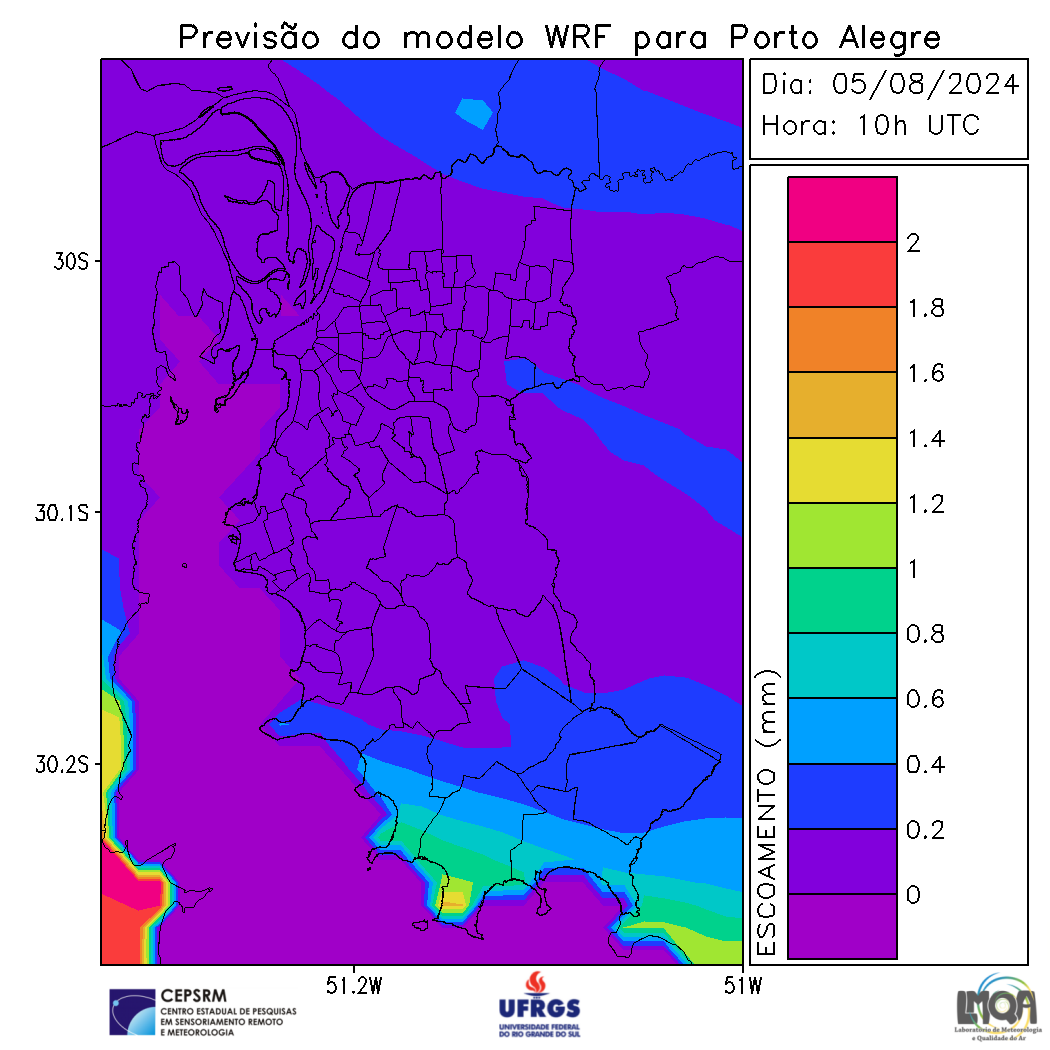 Previsão do modelo WRF para Porto Alegre
Dia: 05/08/2024
Hora: 10h UTC
2
1.8
1.6
1.4
1.2
1
0.8
0.6
0.4
0.2
0
ESCOAMENTO (mm)
30S
30.1S
30.2S
51.2W
51W
CEPSRM
CENTRO ESTADUAL DE PESQUISAS
EM SENSORIAMENTO REMOTO
E METEOROLOGIA
UFRGS
UNIVERSIDADE FEDERAL
DO RIO GRANDE DO SUL
LMQA
Laboratório de Meteorologia
e Qualidade do Ar